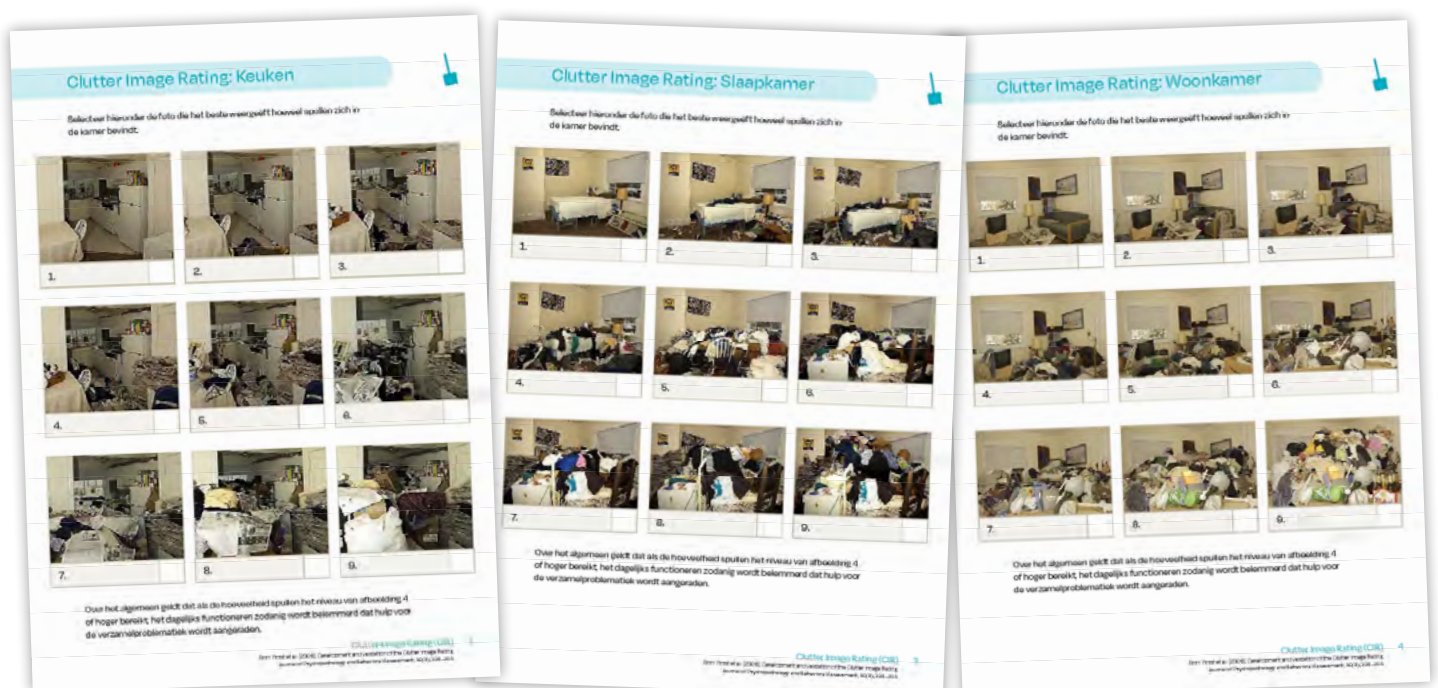 Clutter Image Rating: Keuken
Selecteer hieronder de foto die het beste weergeeft hoeveel spullen zich in
de kamer bevindt.
1.
2.
3.
4.
5.
6.
7.
8.
9.
Over het algemeen geldt dat als de hoeveelheid spullen het niveau van afbeelding 4
of hoger bereikt, het dagelijks functioneren zodanig wordt belemmerd dat hulp voor
de verzamelproblematiek wordt aangeraden.
Clutter Image Rating (CIR)
Clutter Image Rating: Slaapkamer
Selecteer hieronder de foto die het beste weergeeft hoeveel spullen zich in
de kamer bevindt.
1.
2.
3.
4.
5.
6.
7.
8.
9.
Over het algemeen geldt dat als de hoeveelheid spullen het niveau van afbeelding 4
of hoger bereikt, het dagelijks functioneren zodanig wordt belemmerd dat hulp voor
de verzamelproblematiek wordt aangeraden.
Clutter Image Rating (CIR)
Clutter Image Rating: Woonkamer
Selecteer hieronder de foto die het beste weergeeft hoeveel spullen zich in
de kamer bevindt.
1.
2.
3.
4.
5.
6.
7.
8.
9.
Over het algemeen geldt dat als de hoeveelheid spullen het niveau van afbeelding 4
of hoger bereikt, het dagelijks functioneren zodanig wordt belemmerd dat hulp voor
de verzamelproblematiek wordt aangeraden.
Clutter Image Rating (CIR) 4